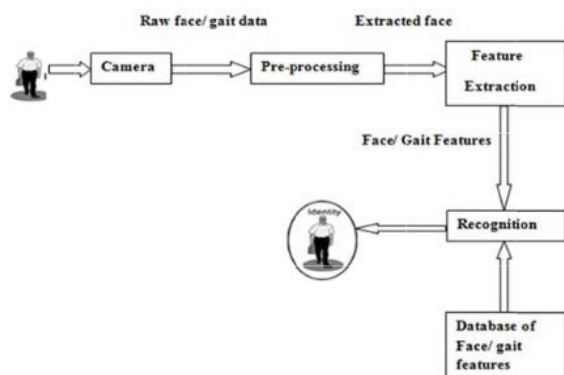 Raw face/ gait data
Extracted face
Camera
Pre-processing
Feature
Extraction
Face/ Gait Features
Identity
Recognition
Database of
Face/ gait
features